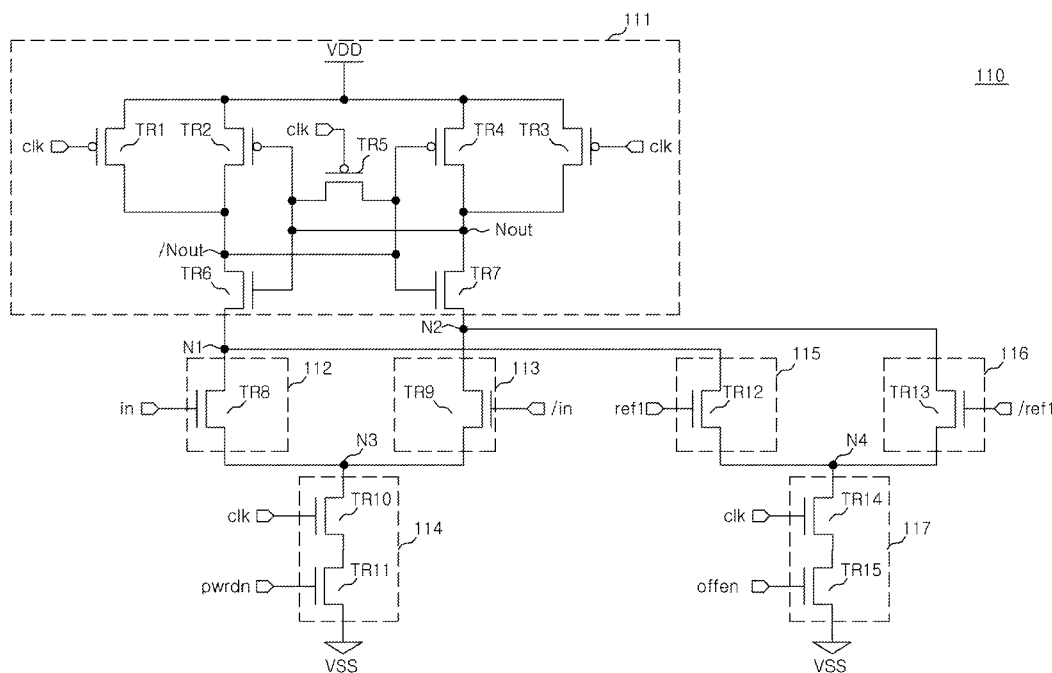 111
VDD
110
clk
TR1
TR2
clk
TR5
TR4
TR3
clk
Nout
/Nout
TR6
TR7
N2
N1
112
113
115
116
in
TR8
TR9
/in
ref1
TR12
TR13
/ref1
N3
N4
clk
TR10
114
clk
TR14
117
pwrdn
TR11
offen
TR15
VSS
VSS